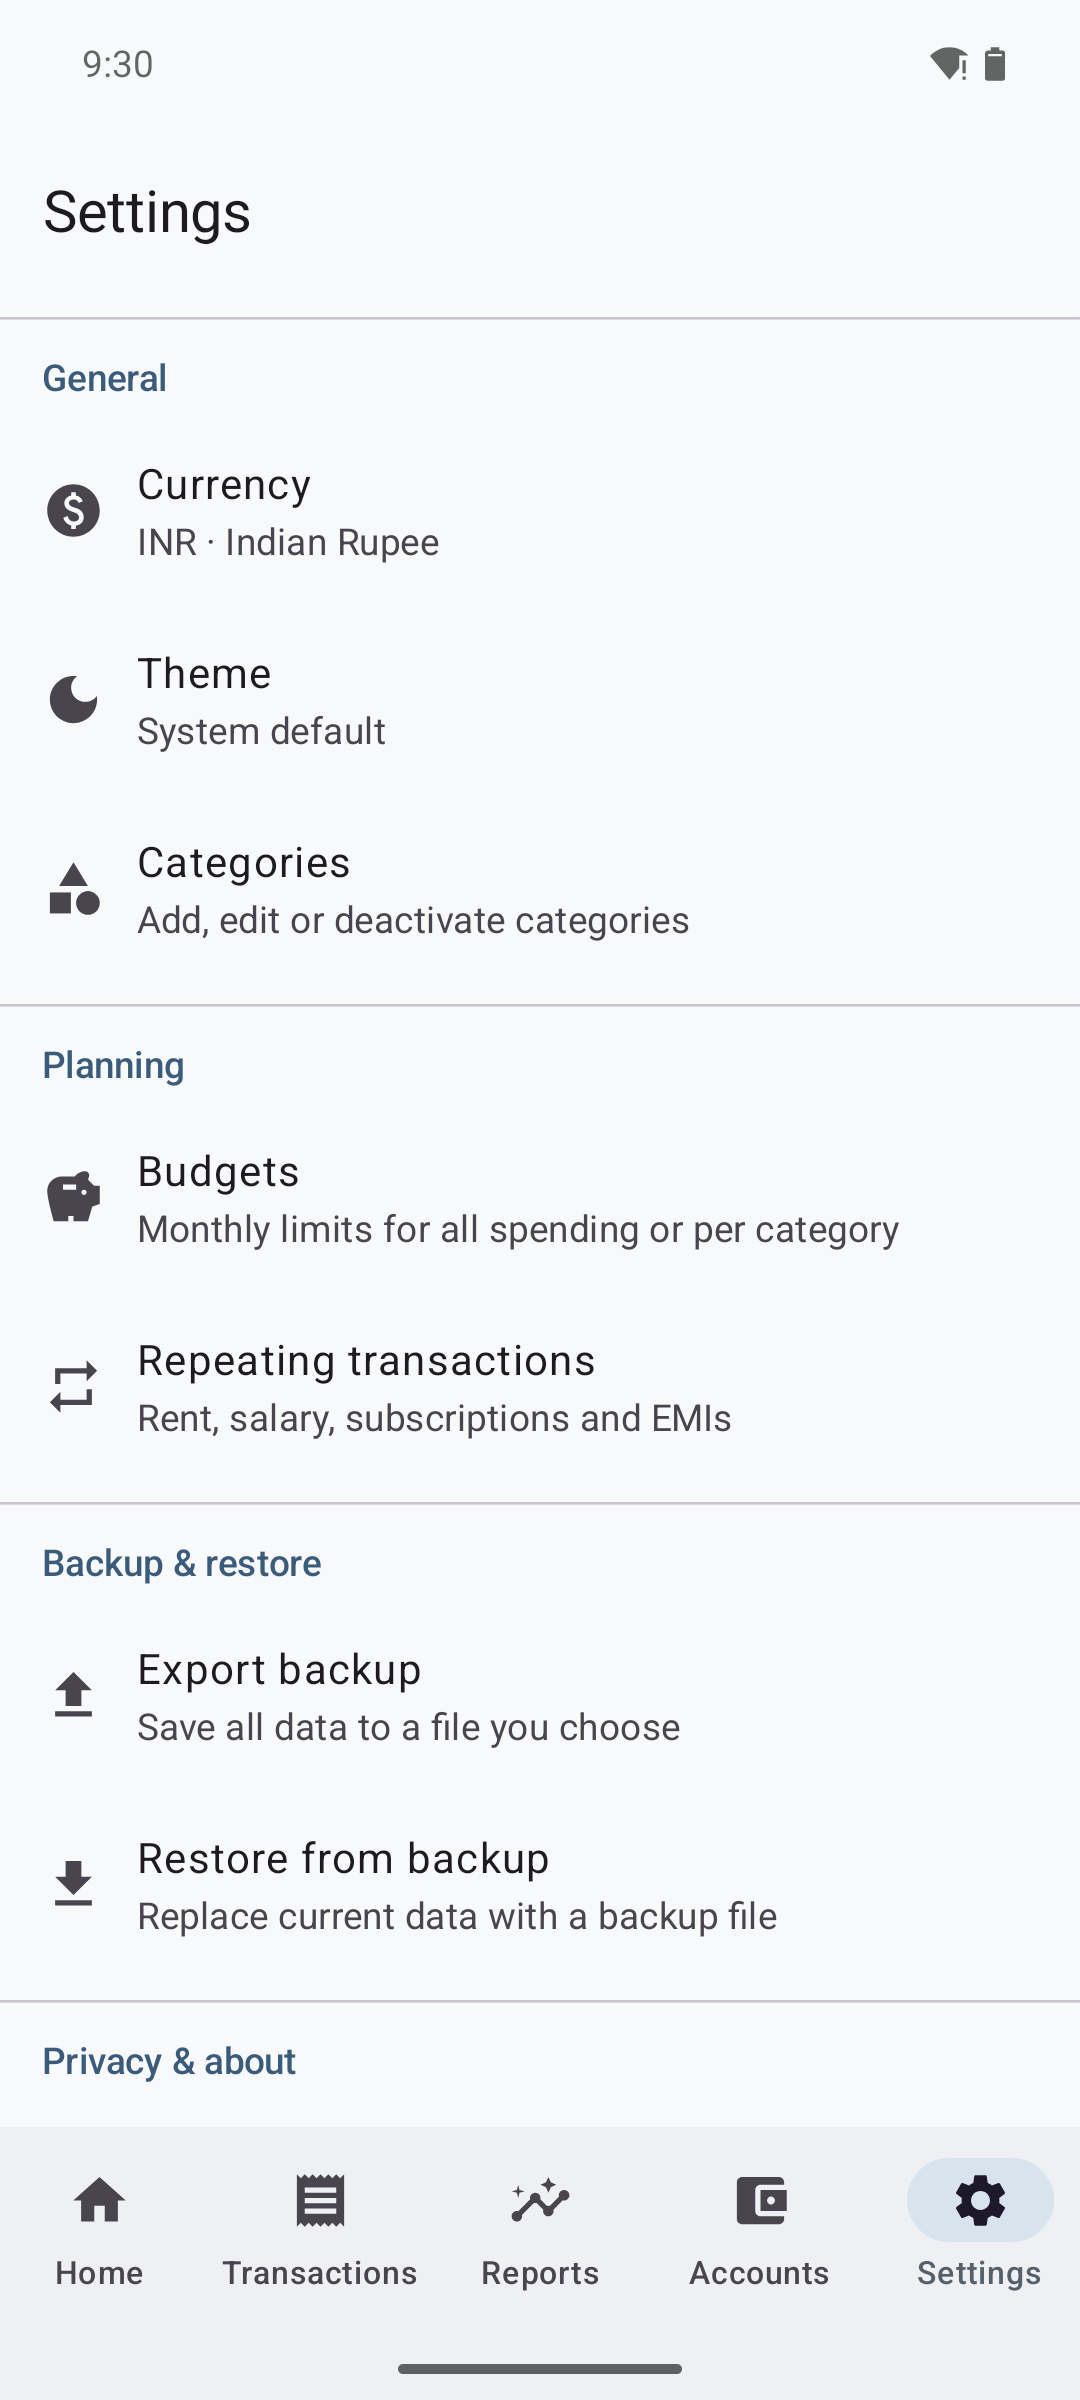 9:30
Settings
General
Currency
INR · Indian Rupee
Theme
System default
Categories
Add, edit or deactivate categories
Planning
Budgets
Monthly limits for all spending or per category
Repeating transactions
Rent, salary, subscriptions and EMIs
Backup & restore
Export backup
Save all data to a file you choose
Restore from backup
Replace current data with a backup file
Privacy & about
Home Transactions Reports Accounts Settings